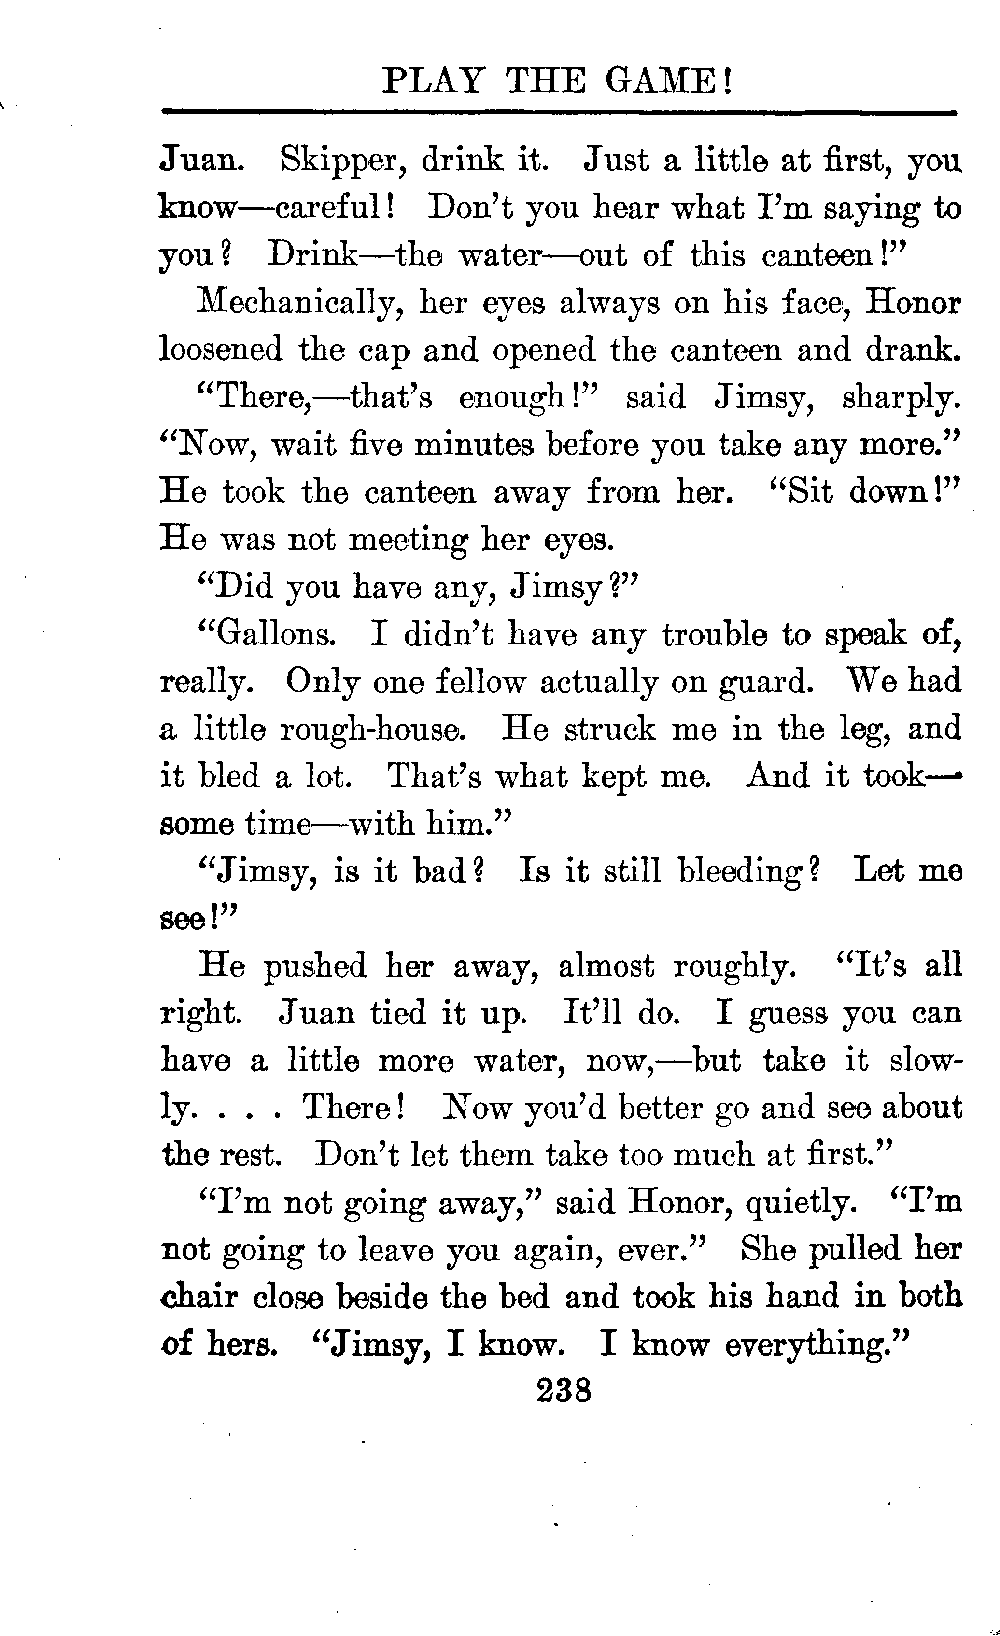 PLAY THE GAME!
Juan. Skipper, drink it. Just a little at first, you
know—careful! Don't you hear what I'm saying to
you? Drink—the water—out of this canteen!"
Mechanically, her eyes always on his face, Honor
loosened the cap and opened the canteen and drank.
"There,—that's enough!" said Jimsy, sharply.
"Now, wait five minutes before you take any more."
He took the canteen away from her. "Sit down!"
He was not meeting her eyes.
"Did you have any, Jimsy?"
"Gallons. I didn't have any trouble to speak of,
really. Only one fellow actually on guard. We had
a little rough-house. He struck me in the leg, and
it bled a lot. That's what kept me. And it took—
some time—with him."
"Jimsy, is it bad? Is it still bleeding? Let me
see!"
He pushed her away, almost roughly. "It's all
right. Juan tied it up. It'll do. I guess you can
have a little more water, now,—but take it slow-
ly. . . . There! Now you'd better go and see about
the rest. Don't let them take too much at first."
"I'm not going away," said Honor, quietly. "I'm
not going to leave you again, ever." She pulled her
chair close beside the bed and took his hand in both
of hers. "Jimsy, I know. I know everything."
238